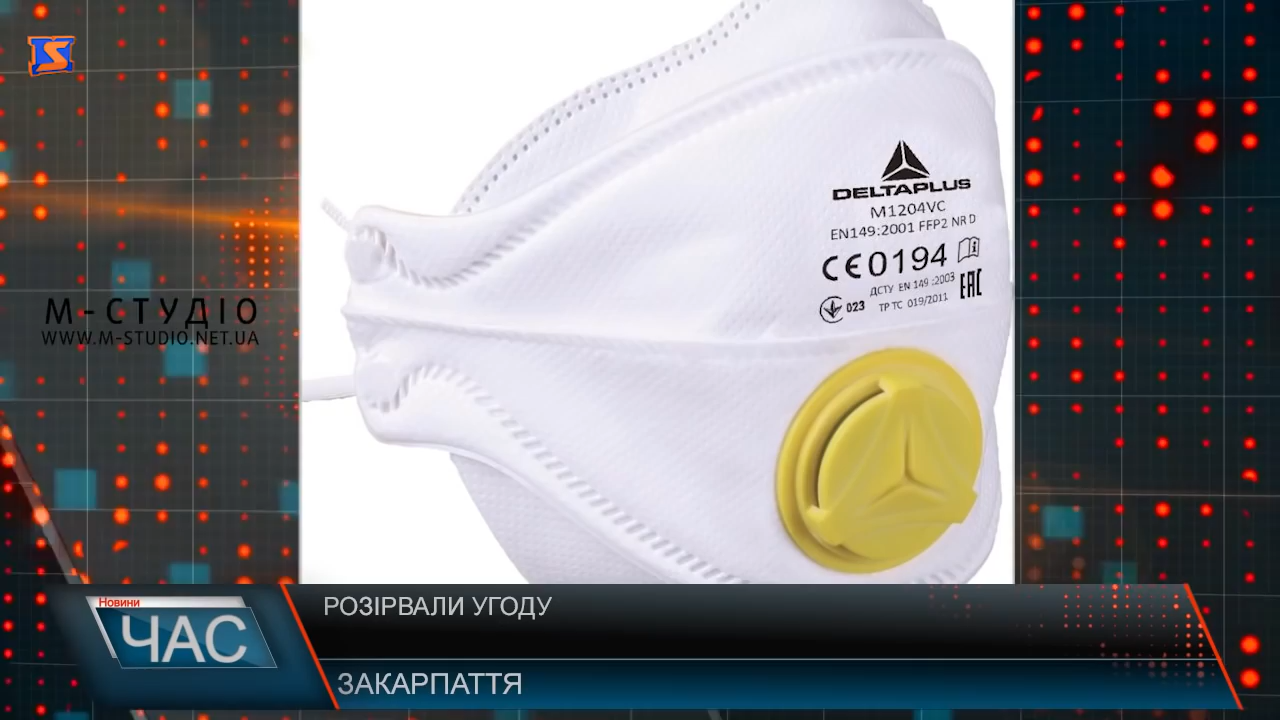 DELTAPLUS
M1204VC
EN149:2001 FFP2 NR D
CE0194
ДСТУ EN 149 :2003
023
ТР ТС 019/2011
EAC
М-СТУДІО
WWW.M-STUDIO.NET.UA
Новини
ЧАС
РОЗІРВАЛИ УГОДУ
ЗАКАРПАТТЯ